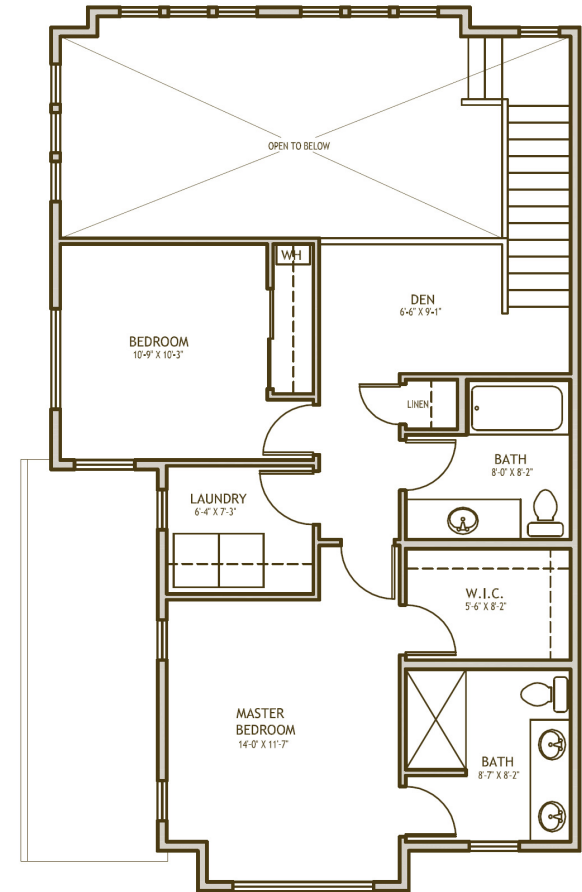 OPEN TO BELOW
WH
DEN
6'-6" X 9'-1"
BEDROOM
10'-9" X 10'-3"
LINEN
BATH
8'-0" X 8'-2"
LAUNDRY
6'-4" X 7'-3"
W.I.C.
5'-6" X 8'-2"
MASTER
BEDROOM
14'-0" X 11'-7"
BATH
8'-7" X 8'-2"